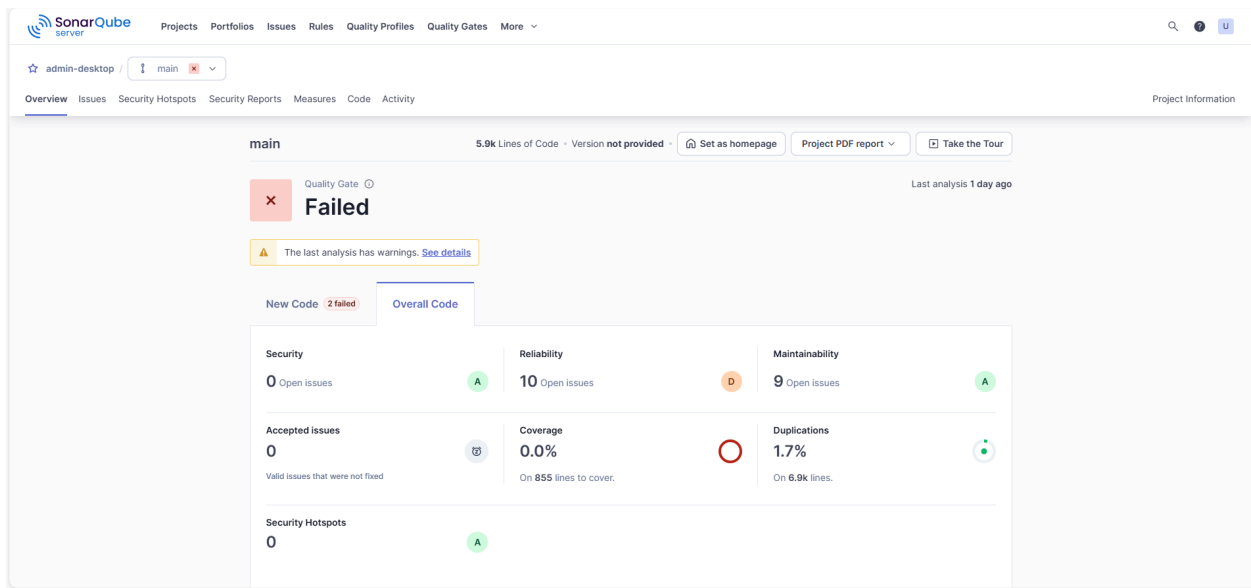 SonarQube server Projects Portfolios Issues Rules Quality Profiles Quality Gates More ? U
admin-desktop / main
Overview Issues Security Hotspots Security Reports Measures Code Activity Project Information
main 5.9k Lines of Code • Version not provided • Set as homepage Project PDF report Take the Tour
Quality Gate Last analysis 1 day ago
Failed
The last analysis has warnings. See details
New Code 2 failed Overall Code
Security Reliability Maintainability
0 Open issues A 10 Open issues D 9 Open issues A
Accepted issues Coverage Duplications
0 0.0% 1.7%
Valid issues that were not fixed On 855 lines to cover. On 6.9k lines.
Security Hotspots
0 A